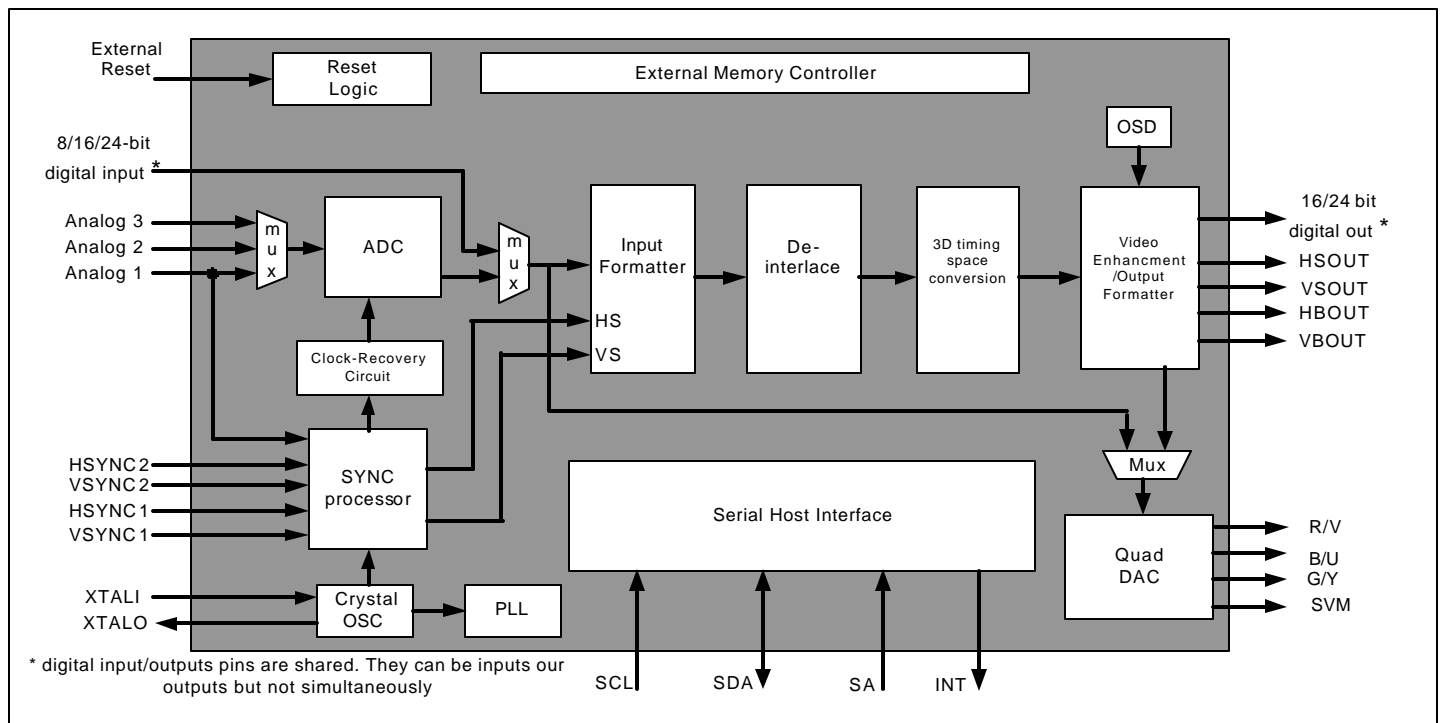 External
Reset
Reset
Logic
External Memory Controller
OSD
8/16/24-bit
digital input *
Analog 3
Analog 2
Analog 1
m
u
x
ADC
m
u
x
Input
Formatter
HS
VS
De-
interlace
3D timing
space
conversion
Video
Enhancment
/Output
Formatter
16/24 bit
digital out *
HSOUT
VSOUT
HBOUT
VBOUT
Clock-Recovery
Circuit
HSYNC2
VSYNC2
HSYNC1
VSYNC1
SYNC
processor
Serial Host Interface
Mux
Quad
DAC
R/V
B/U
G/Y
SVM
XTALI
XTALO
Crystal
OSC
PLL
* digital input/outputs pins are shared. They can be inputs our
outputs but not simultaneously
SCL
SDA
SA
INT